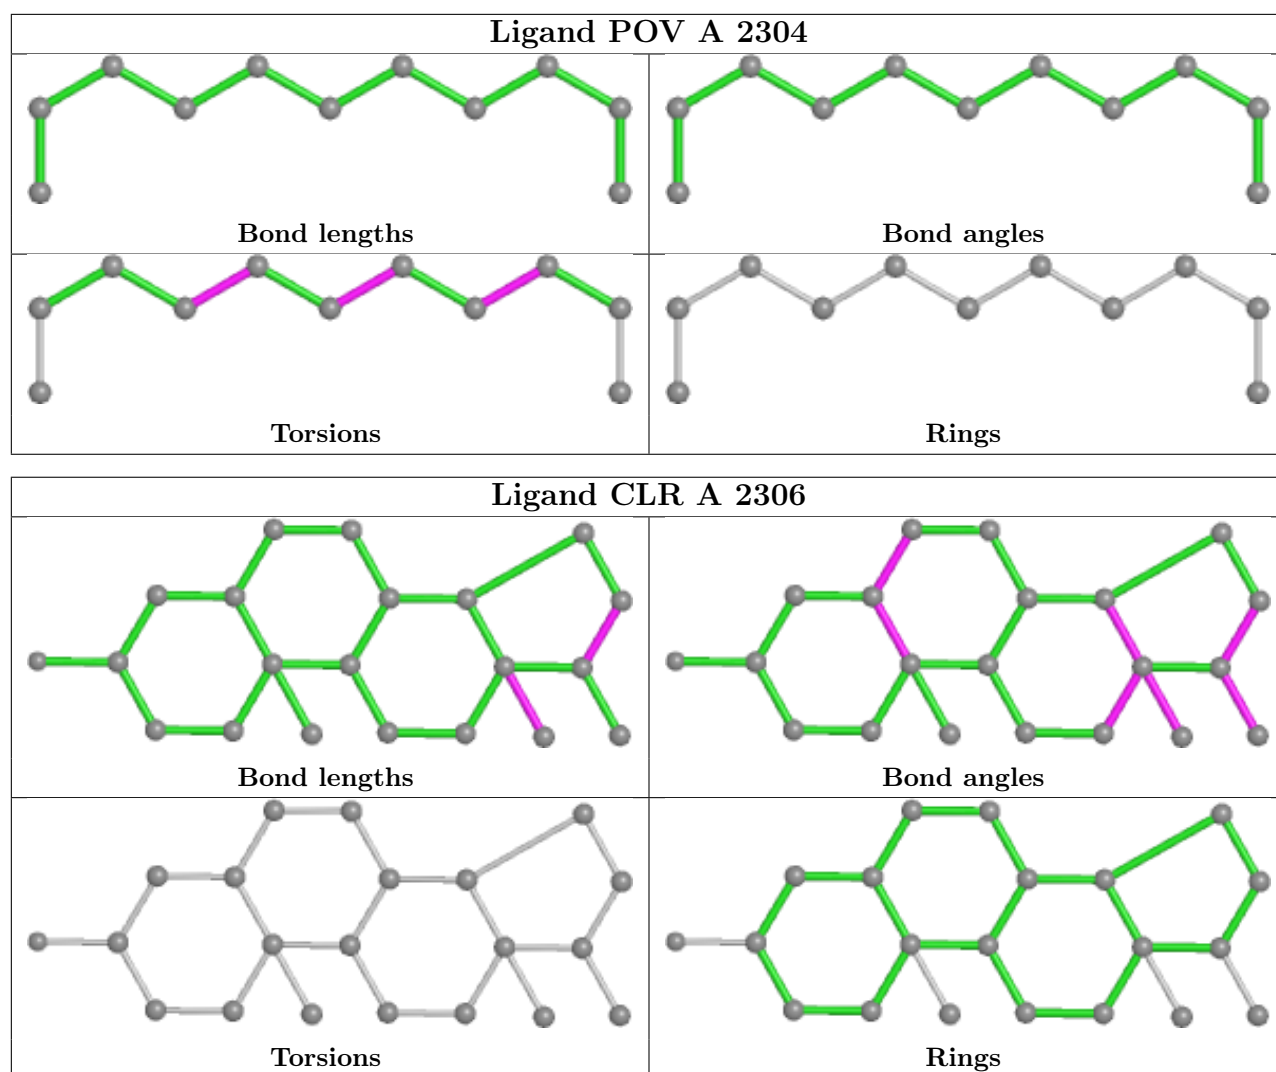 Ligand POV A 2304
Bond lengths
Bond angles
Torsions
Rings
Ligand CLR A 2306
Bond lengths
Bond angles
Torsions
Rings